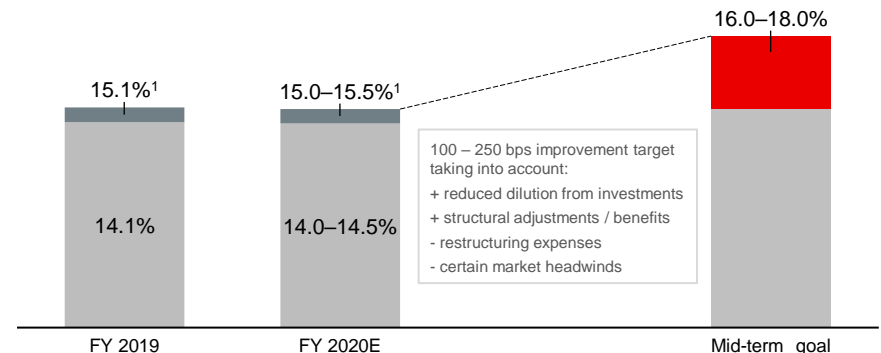 16.0–18.0%
15.1%¹
15.0–15.5%¹
100 – 250 bps improvement target
taking into account:
+ reduced dilution from investments
+ structural adjustments / benefits
- restructuring expenses
- certain market headwinds
14.1%
14.0–14.5%
FY 2019
FY 2020E
Mid-term goal